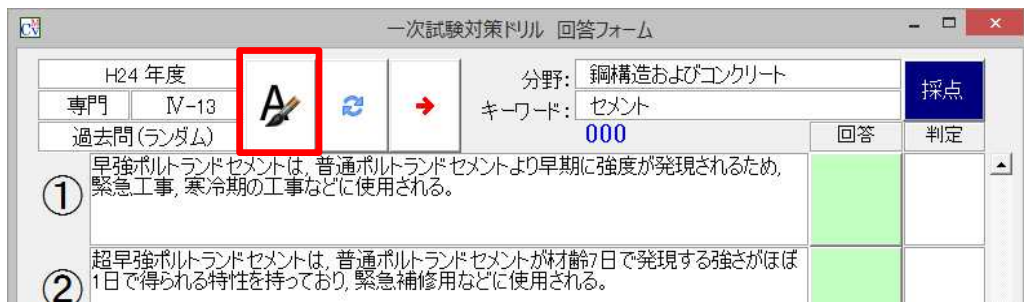 CV
一次試験対策ドリル 回答フォーム
H24 年度
専門 Ⅳ-13
過去問(ランダム)
A
分野: 鋼構造およびコンクリート
キーワード: セメント
000
採点
回答 判定
① 早強ポルトランドセメントは, 普通ポルトランドセメントより早期に強度が発現されるため,
緊急工事, 寒冷期の工事などに使用される。
② 超早強ポルトランドセメントは, 普通ポルトランドセメントが材齢7日で発現する強さがほぼ
1日で得られる特性を持っており, 緊急補修用などに使用される。